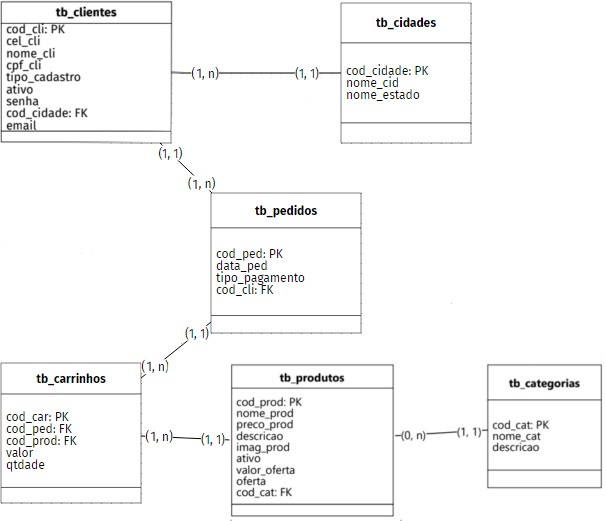 tb_clientes
cod_cli: PK
cel_cli
nome_cli
cpf_cli
tipo_cadastro
ativo
senha
cod_cidade: FK
email
(1, n)
(1, 1)
tb_cidades
cod_cidade: PK
nome_cid
nome_estado
(1, 1)
(1, n)
tb_pedidos
cod_ped: PK
data_ped
tipo_pagamento
cod_cli: FK
(1, 1)
(1, n)
tb_carrinhos
cod_car: PK
cod_ped: FK
cod_prod: FK
valor
qtdade
(1, n)
(1, 1)
tb_produtos
cod_prod: PK
nome_prod
preco_prod
descricao
imag_prod
ativo
valor_oferta
oferta
cod_cat: FK
(0, n)
(1, 1)
tb_categorias
cod_cat: PK
nome_cat
descricao